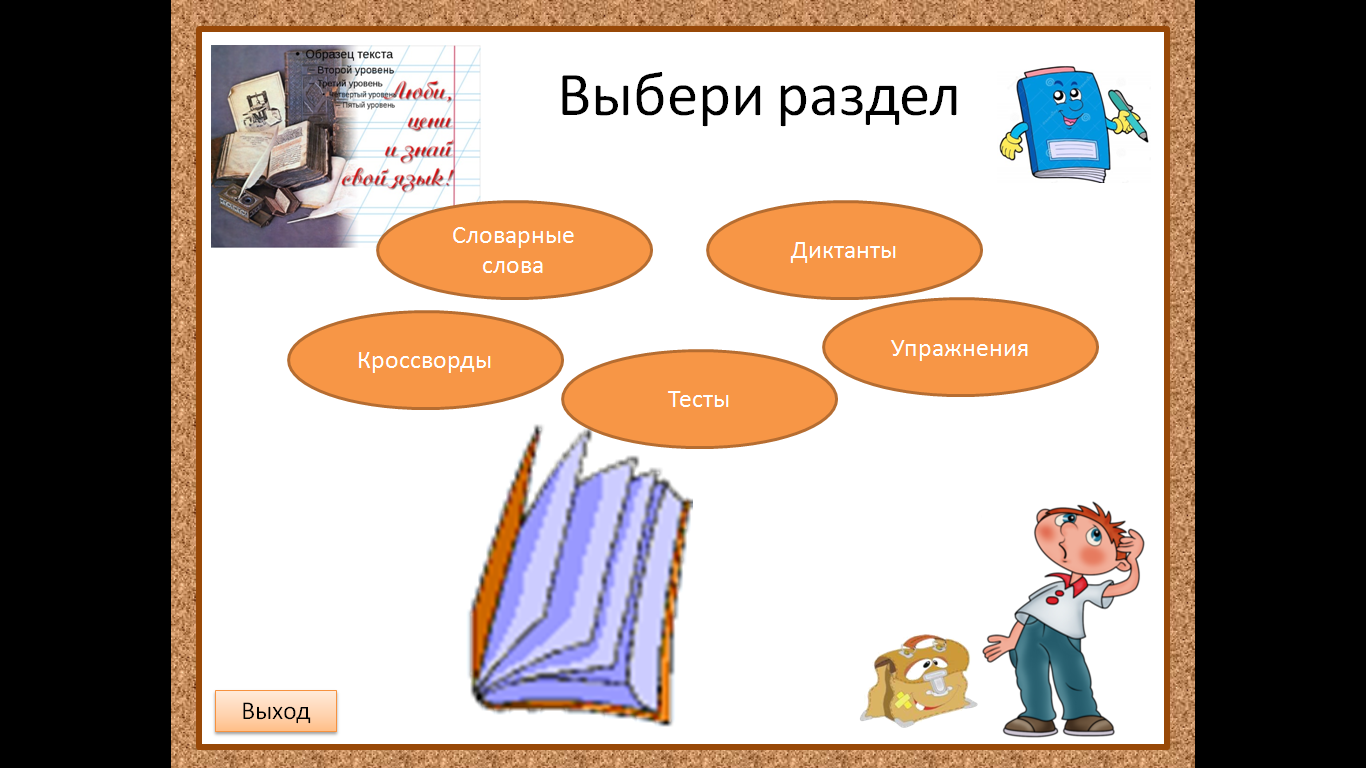 Образец текста
Второй уровень
Третий уровень
Четвертый уровень
Пятый уровень
Люби,
цени
и знай
свой язык!
Выбери раздел
Словарные
слова
Диктанты
Кроссворды
Упражнения
Тесты
Выход